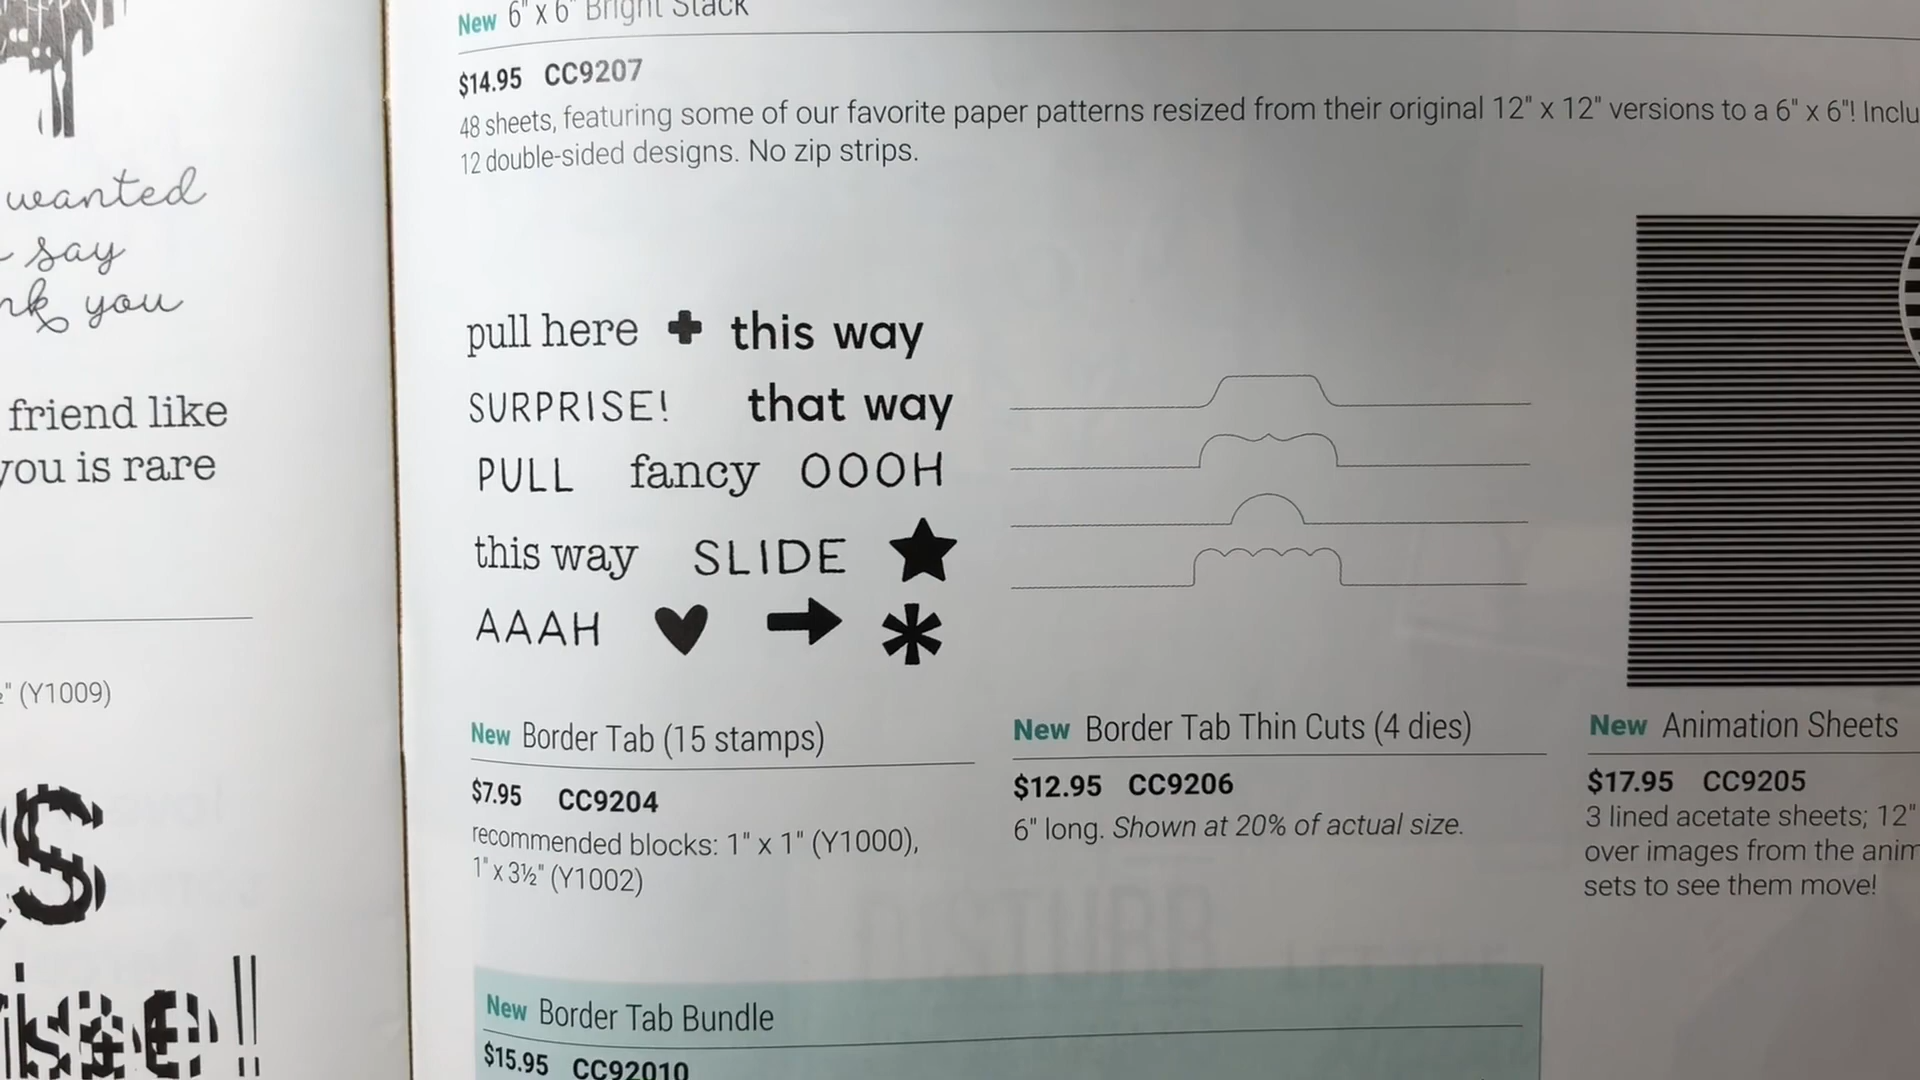 wanted
say
you
friend like
you is rare
(Y1009)
New 6" x 6" Bright Stack
$14.95 CC9207
48 sheets, featuring some of our favorite paper patterns resized from their original 12" x 12" versions to a 6" x 6"!
12 double-sided designs. No zip strips.
pull here this way
SURPRISE! that way
PULL fancy OOOH
this way SLIDE
AAAH
New Border Tab (15 stamps)
$7.95 CC9204
recommended blocks: 1" x 1" (Y1000),
1" x 3½" (Y1002)
New Border Tab Thin Cuts (4 dies)
$12.95 CC9206
6" long. Shown at 20% of actual size.
New Animation Sheets
$17.95 CC9205
3 lined acetate sheets; 12"
over images from the
sets to see them move!
New Border Tab Bundle
$15.95 CC92010